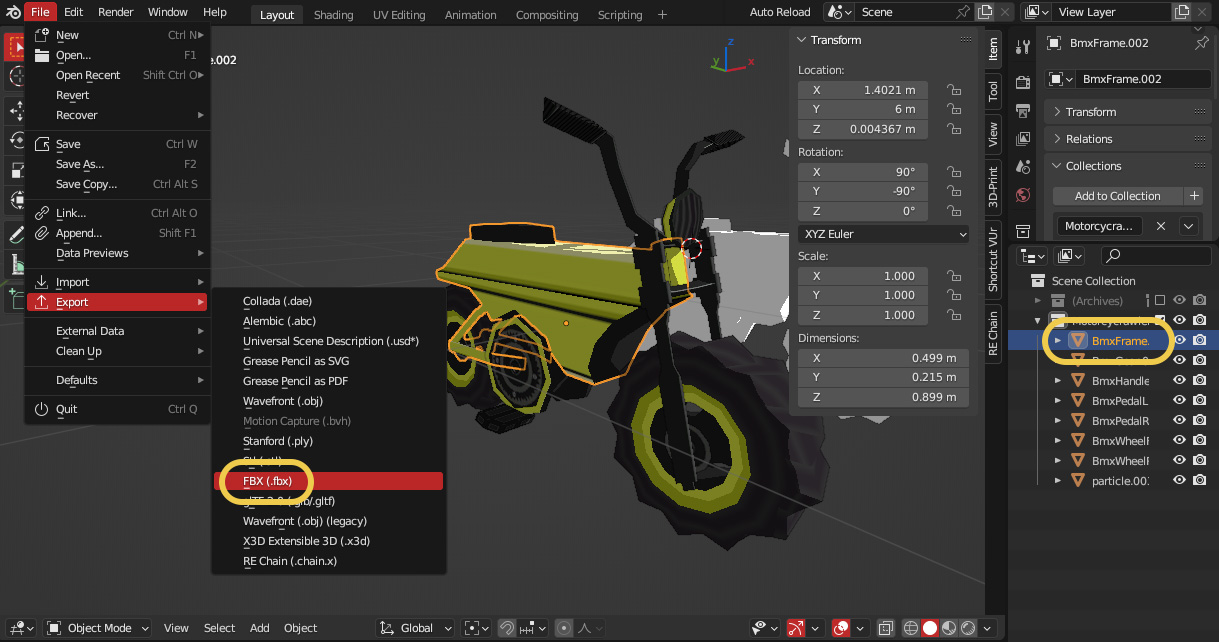 File Edit Render Window Help Layout Shading UV Editing Animation Compositing Scripting + Auto Reload Scene View Layer
New Ctrl N
Open... F1
Open Recent Shift Ctrl O
Revert
Recover
Save Ctrl W
Save As... F2
Save Copy... Ctrl Alt S
Link... Ctrl Alt O
Append... Shift F1
Data Previews
Import
Export
External Data
Clean Up
Defaults
Quit Ctrl Q
Collada (.dae)
Alembic (.abc)
Universal Scene Description (.usd*)
Grease Pencil as SVG
Grease Pencil as PDF
Wavefront (.obj)
Motion Capture (.bvh)
Stanford (.ply)
Stl (.stl)
FBX (.fbx)
glTF 2.0 (.glb/.gltf)
Wavefront (.obj) (legacy)
X3D Extensible 3D (.x3d)
RE Chain (.chain.x)
e.002
z
y
x
Transform
Location:
X 1.4021 m
Y 6 m
Z 0.004367 m
Rotation:
X 90°
Y -90°
Z 0°
XYZ Euler
Scale:
X 1.000
Y 1.000
Z 1.000
Dimensions:
X 0.499 m
Y 0.215 m
Z 0.899 m
Item
Tool
View
3D-Print
Shortcut VUr
RE Chain
BmxFrame.002
BmxFrame.002
Transform
Relations
Collections
Add to Collection +
Motorcycra...
Scene Collection
(Archives)
BmxFrame.
BmxHandle
BmxPedalL
BmxPedalR
BmxWheelF
BmxWheelF
particle.00
Object Mode View Select Add Object Global